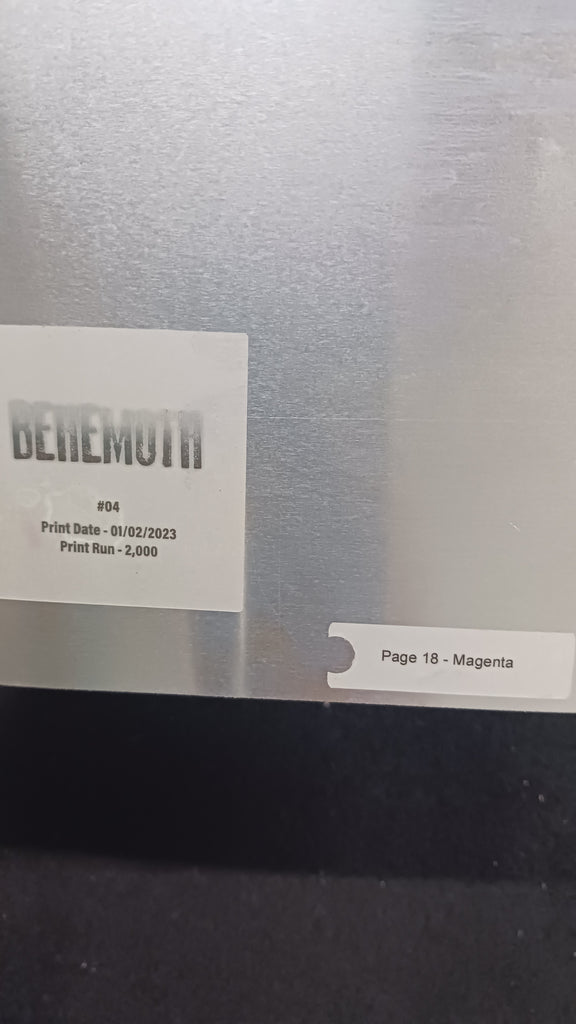 BEHEMOTH
#04
Print Date - 01/02/2023
Print Run - 2,000
Page 18 - Magenta